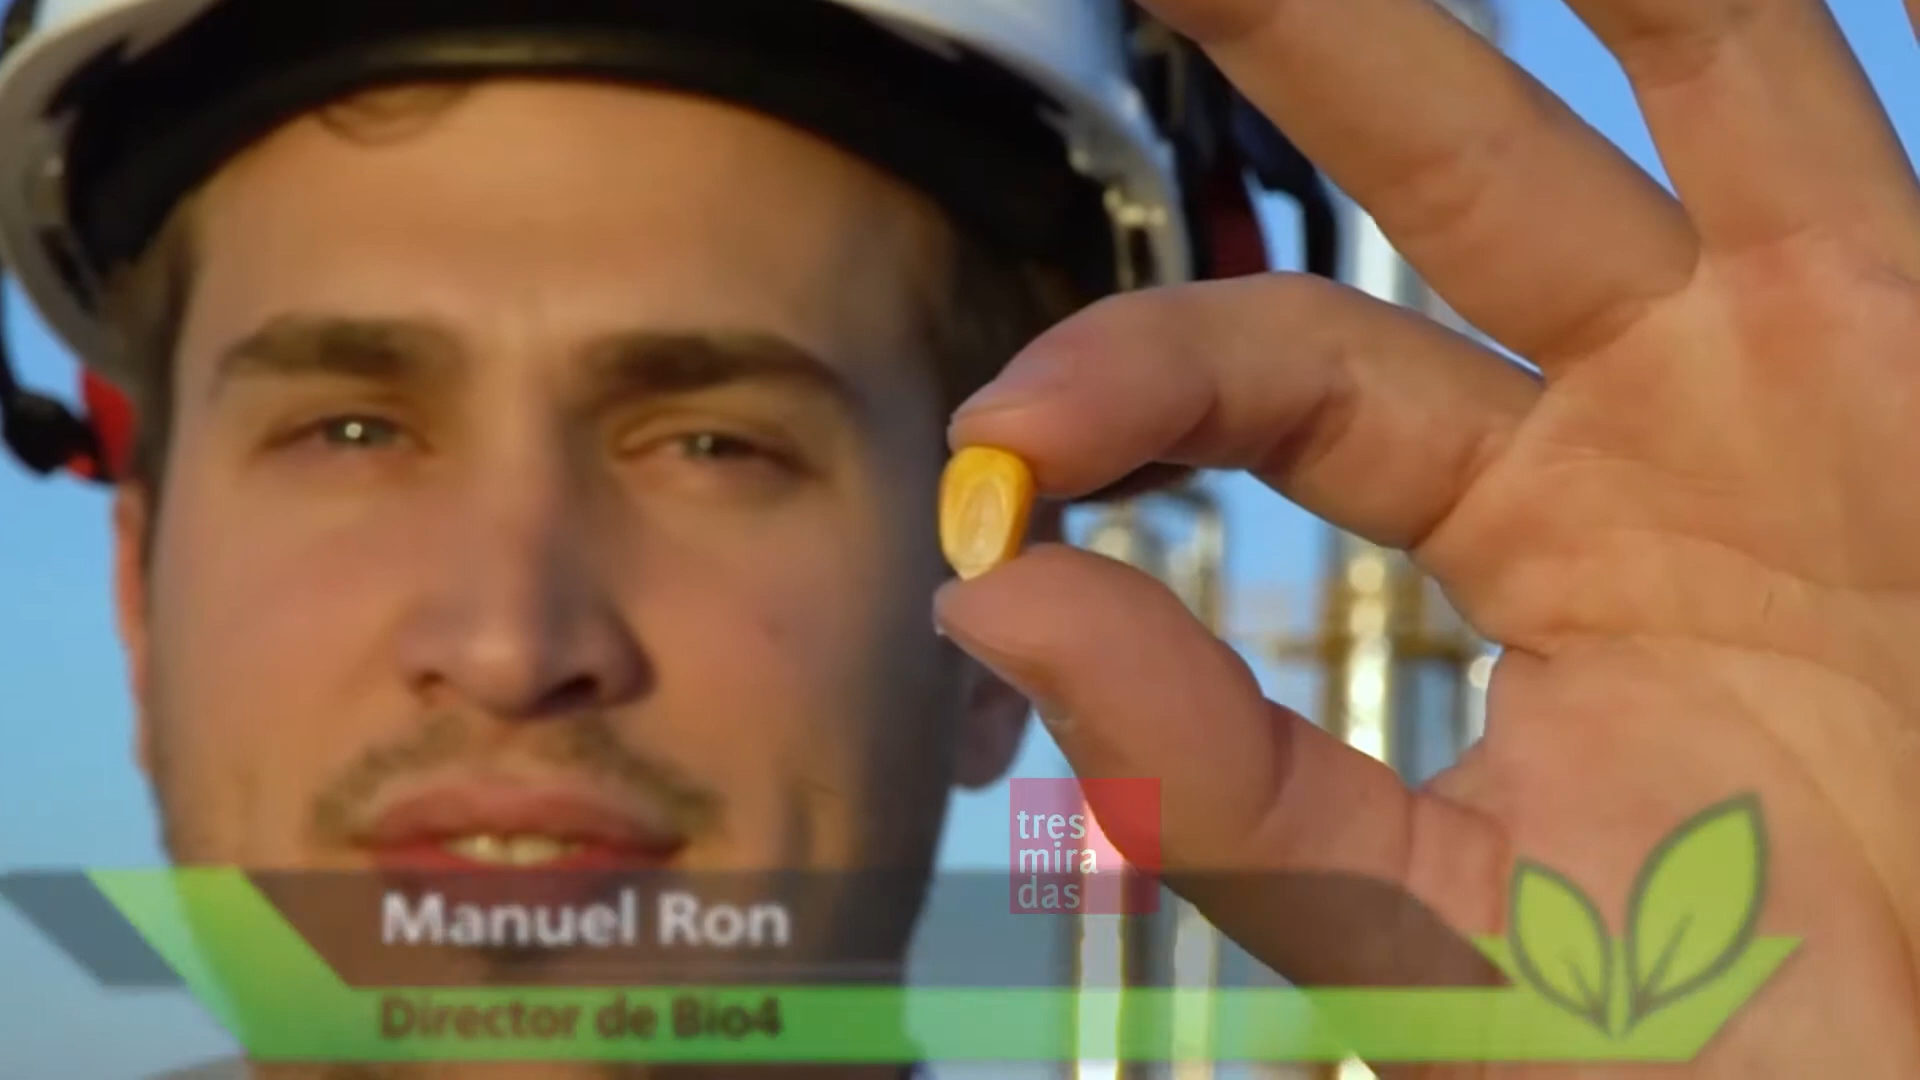 tres
mira
das
Manuel Ron
Director de Bio4